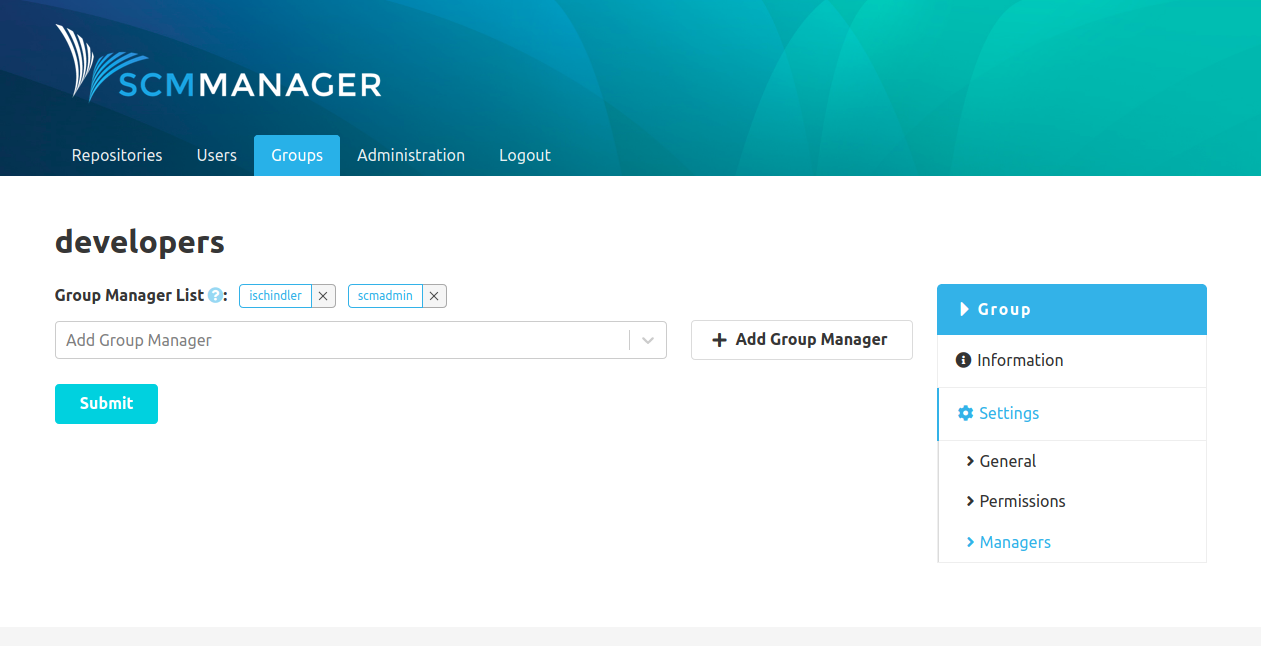 SCMMANAGER
Repositories Users Groups Administration Logout
developers
Group Manager List ?: ischindler × scmadmin ×
Add Group Manager
+ Add Group Manager
Submit
Group
Information
Settings
General
Permissions
Managers